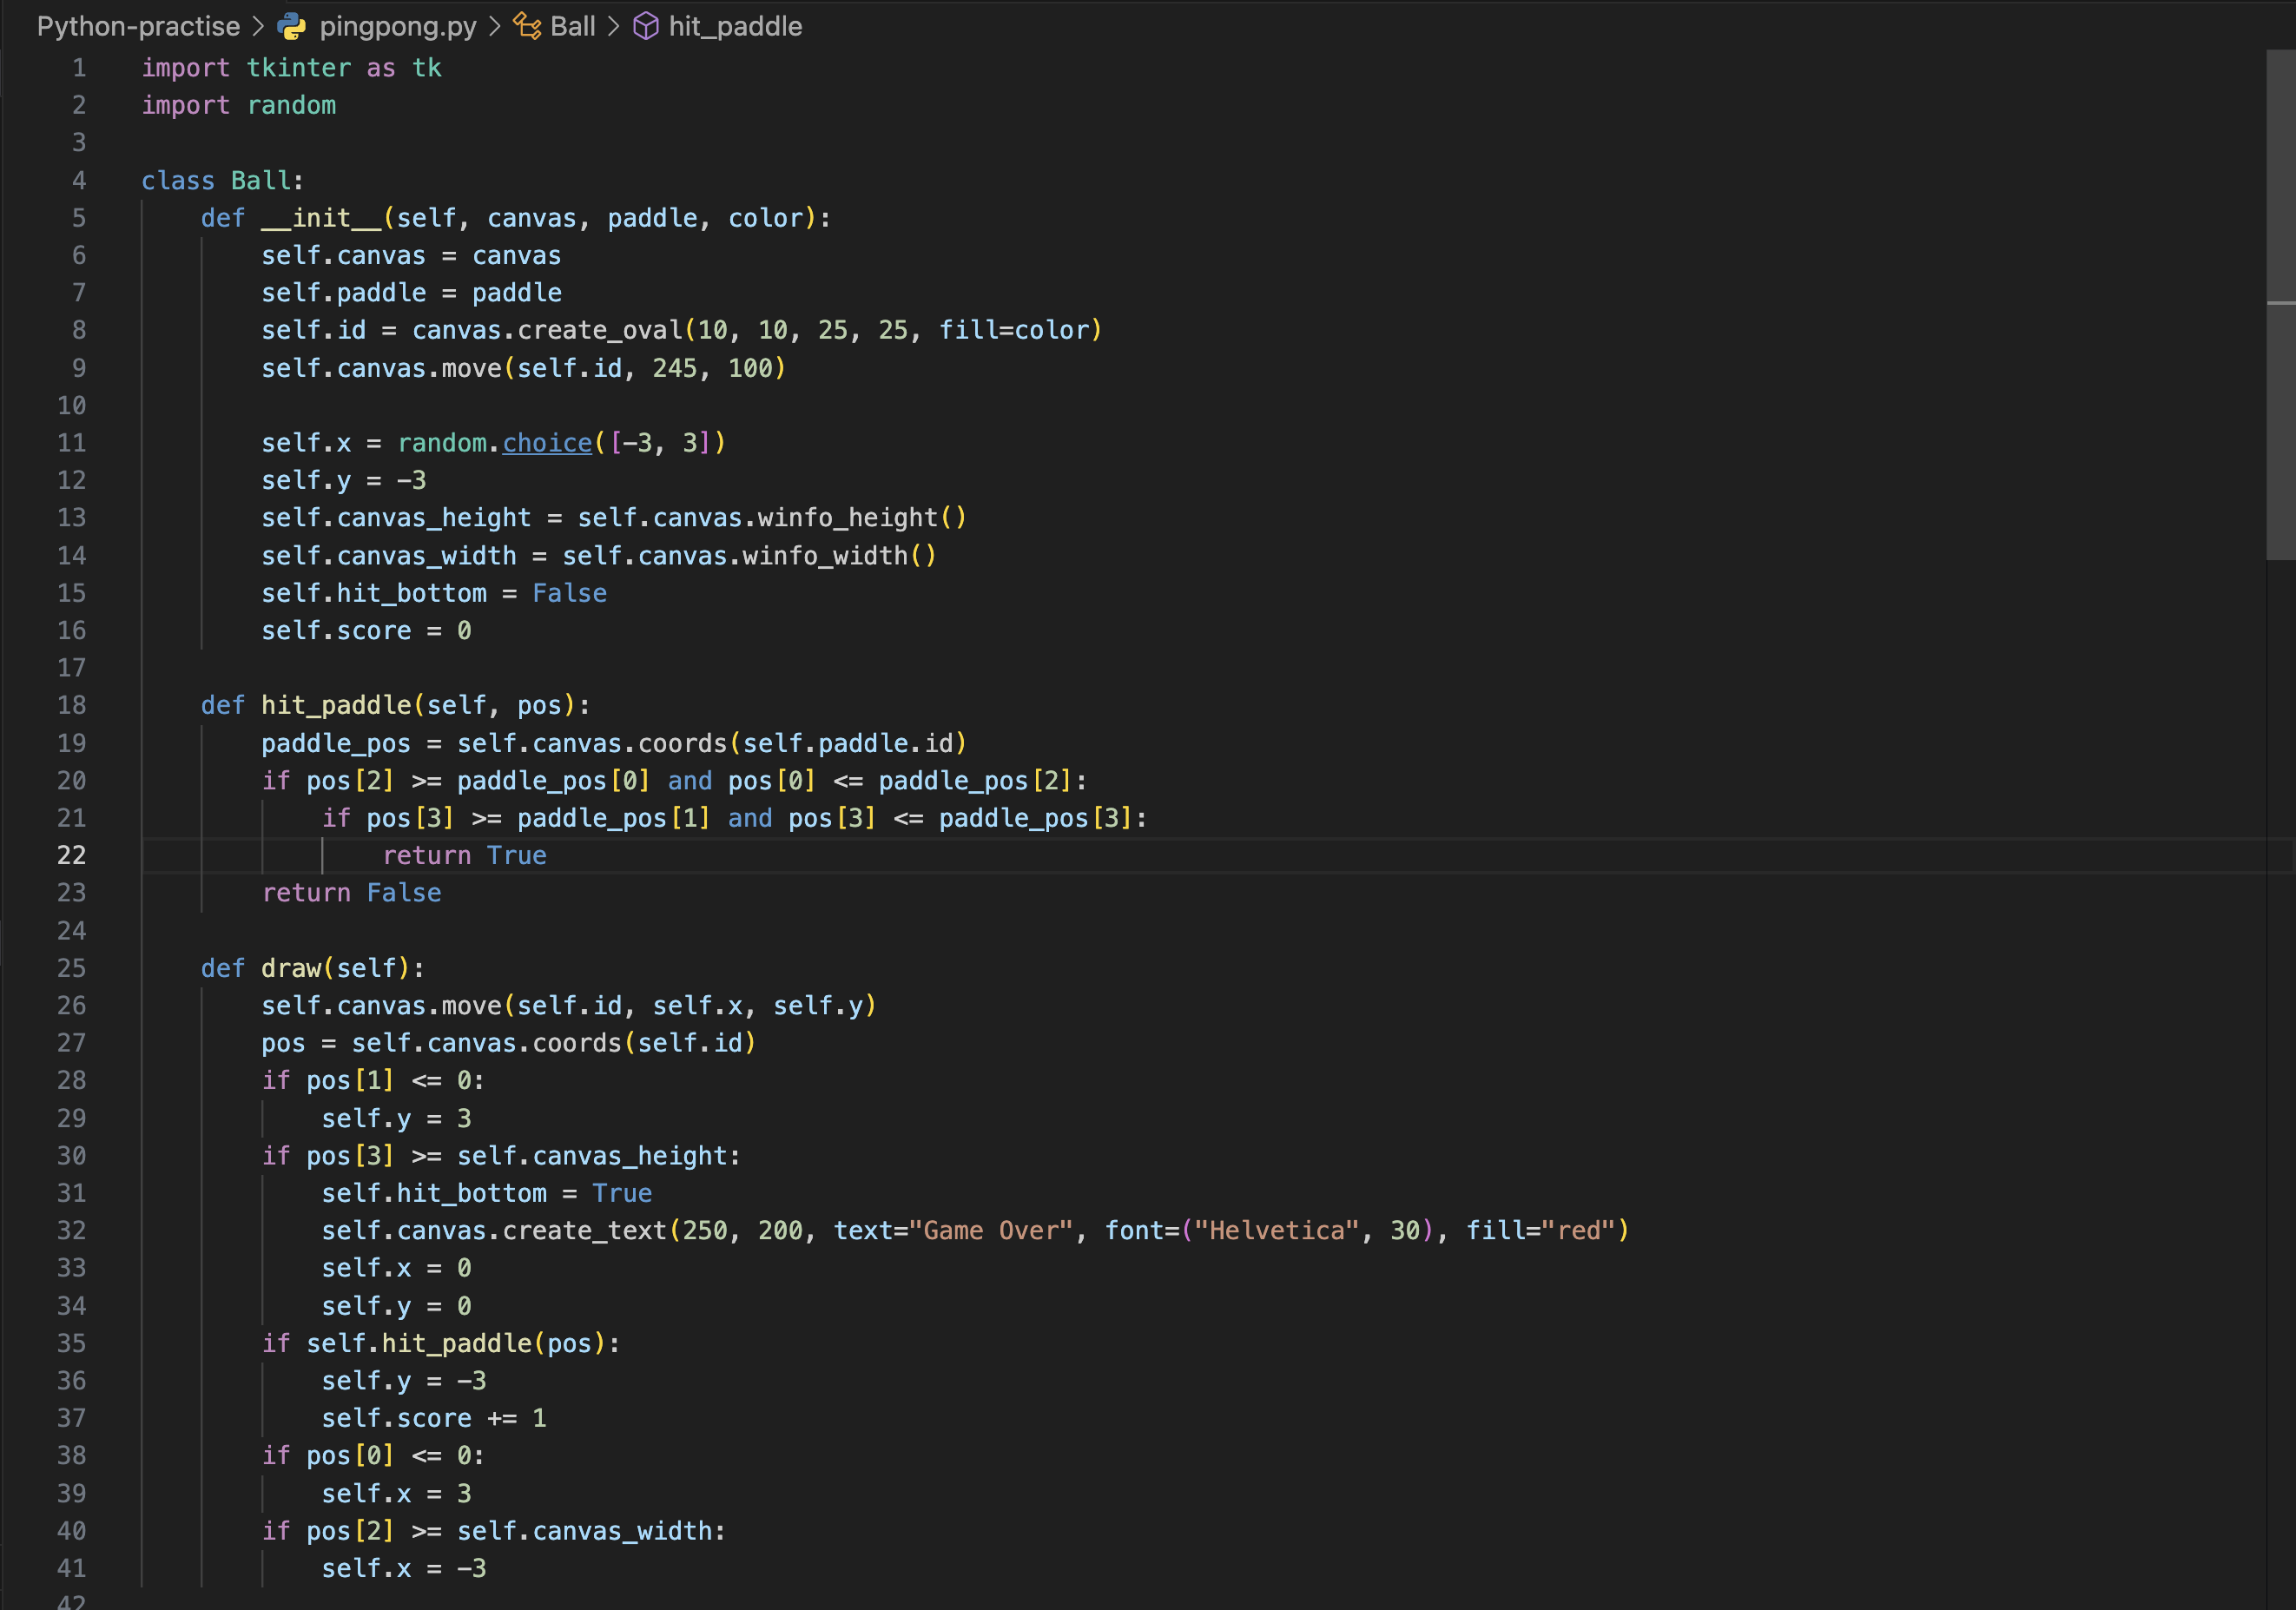 Python-practise > pingpong.py > Ball > hit_paddle
1 import tkinter as tk
2 import random
3
4 class Ball:
5     def __init__(self, canvas, paddle, color):
6         self.canvas = canvas
7         self.paddle = paddle
8         self.id = canvas.create_oval(10, 10, 25, 25, fill=color)
9         self.canvas.move(self.id, 245, 100)
10
11         self.x = random.choice([-3, 3])
12         self.y = -3
13         self.canvas_height = self.canvas.winfo_height()
14         self.canvas_width = self.canvas.winfo_width()
15         self.hit_bottom = False
16         self.score = 0
17
18     def hit_paddle(self, pos):
19         paddle_pos = self.canvas.coords(self.paddle.id)
20         if pos[2] >= paddle_pos[0] and pos[0] <= paddle_pos[2]:
21             if pos[3] >= paddle_pos[1] and pos[3] <= paddle_pos[3]:
22                 return True
23         return False
24
25     def draw(self):
26         self.canvas.move(self.id, self.x, self.y)
27         pos = self.canvas.coords(self.id)
28         if pos[1] <= 0:
29             self.y = 3
30         if pos[3] >= self.canvas_height:
31             self.hit_bottom = True
32             self.canvas.create_text(250, 200, text="Game Over", font=("Helvetica", 30), fill="red")
33             self.x = 0
34             self.y = 0
35         if self.hit_paddle(pos):
36             self.y = -3
37             self.score += 1
38         if pos[0] <= 0:
39             self.x = 3
40         if pos[2] >= self.canvas_width:
41             self.x = -3
42